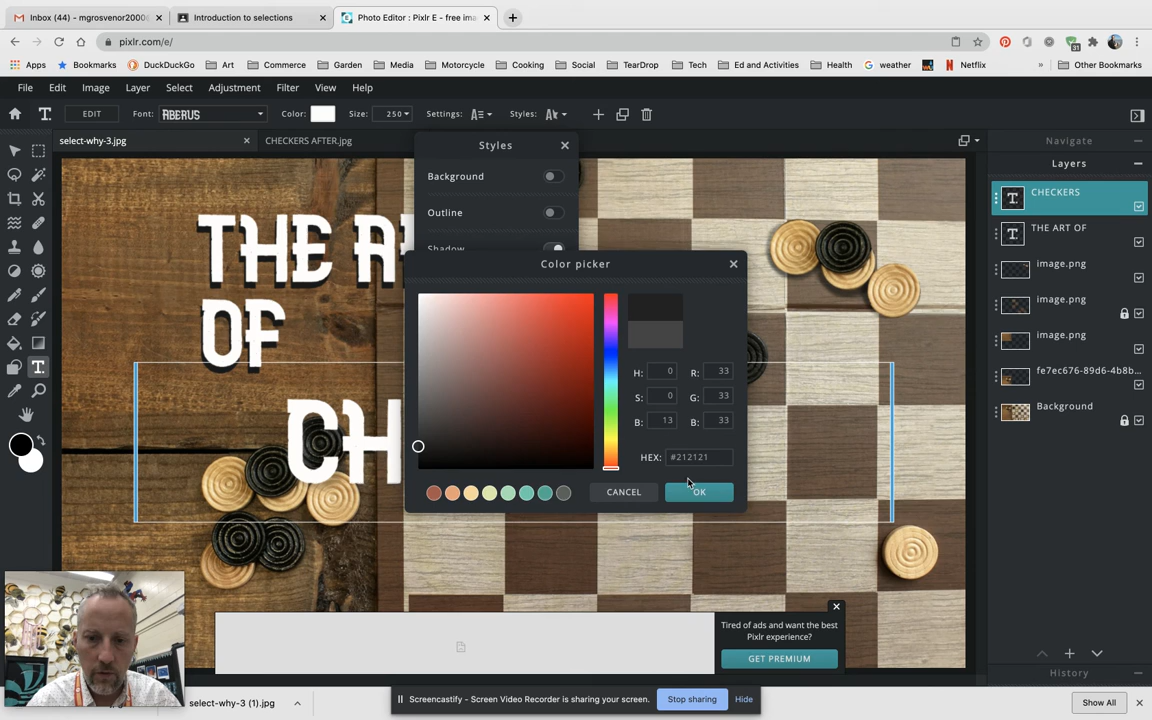 Inbox (44) - mgrosvenor2000
Introduction to selections
Photo Editor : Pixlr E - free ima
pixlr.com/e/
31
Apps
Bookmarks
DuckDuckGo
Art
Commerce
Garden
Media
Motorcycle
Cooking
Social
TearDrop
Tech
Ed and Activities
Health
weather
Netflix
Other Bookmarks
File Edit Image Layer Select Adjustment Filter View Help
EDIT
Font: ABERUS
Color:
Size: 250
Settings:
Styles:
select-why-3.jpg
CHECKERS AFTER.jpg
Navigate
Layers
Styles
Background
Outline
Shadow
CHECKERS
THE ART OF
image.png
image.png
image.png
fe7ec676-89d6-4b8b...
Background
THE A
OF
CH
Color picker
H: 0 R: 33
S: 0 G: 33
B: 13 B: 33
HEX: #212121
CANCEL
OK
Tired of ads and want the best
Pixlr experience?
GET PREMIUM
History
select-why-3 (1).jpg
Screencastify - Screen Video Recorder is sharing your screen.
Stop sharing
Hide
Show All